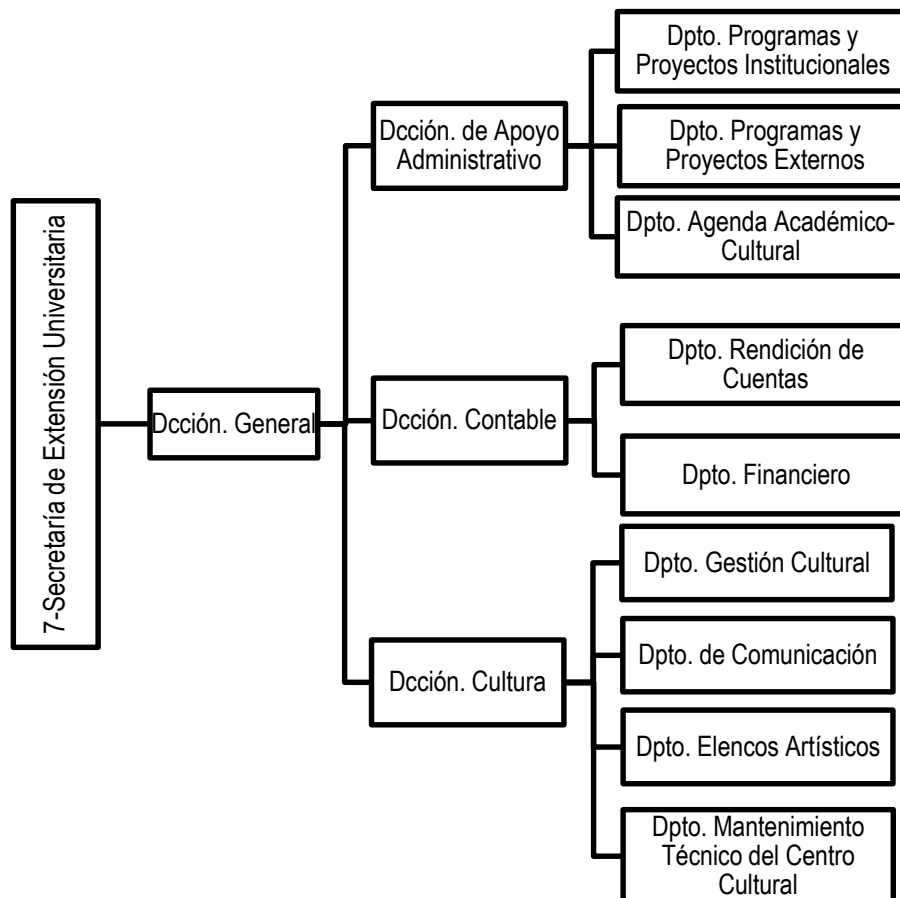 7-Secretaría de Extensión Universitaria
Dcción. General
Dcción. de Apoyo
Administrativo
Dpto. Programas y
Proyectos Institucionales
Dpto. Programas y
Proyectos Externos
Dpto. Agenda Académico-
Cultural
Dcción. Contable
Dpto. Rendición de
Cuentas
Dpto. Financiero
Dcción. Cultura
Dpto. Gestión Cultural
Dpto. de Comunicación
Dpto. Elencos Artísticos
Dpto. Mantenimiento
Técnico del Centro
Cultural